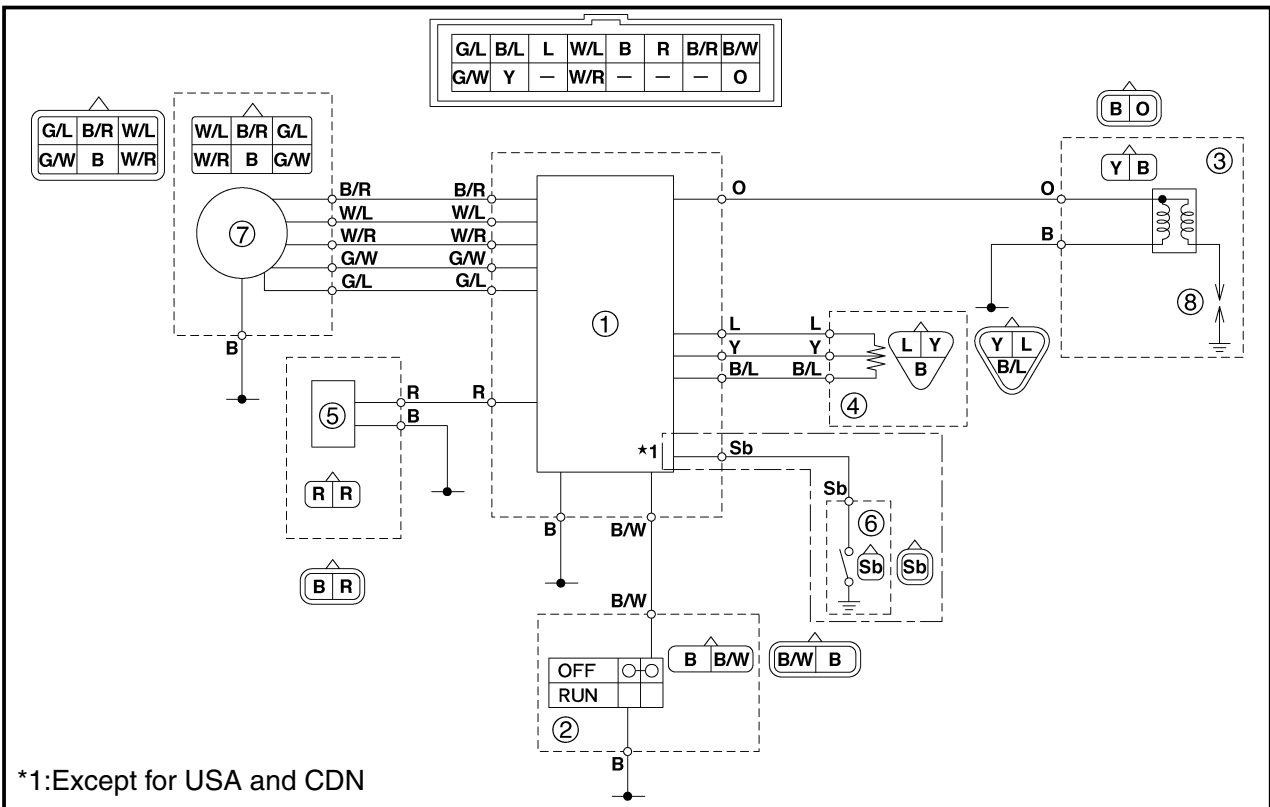 G/L B/L L W/L B R B/R B/W
G/W Y – W/R – – – O
G/L B/R W/L
G/W B W/R
W/L B/R G/L
W/R B G/W
B O
Y B
③
⑦
B/R B/R
W/L W/L
W/R W/R
G/W G/W
G/L G/L
B
①
O O
B
⑧
L L
Y Y
B/L B/L
④
L Y
B
Y L
B/L
⑤
R R
B
R R
B R
★1
Sb
Sb
⑥
Sb
Sb
B B/W
B/W
OFF
RUN
②
B B/W
B/W B
B
*1:Except for USA and CDN